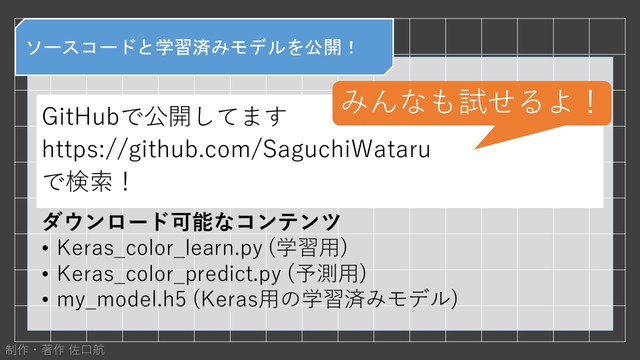 ソースコードと学習済みモデルを公開！
みんなも試せるよ！
GitHubで公開してます
https://github.com/SaguchiWataru
で検索！
ダウンロード可能なコンテンツ
• Keras_color_learn.py (学習用)
• Keras_color_predict.py (予測用)
• my_model.h5 (Keras用の学習済みモデル)
制作・著作 佐口航